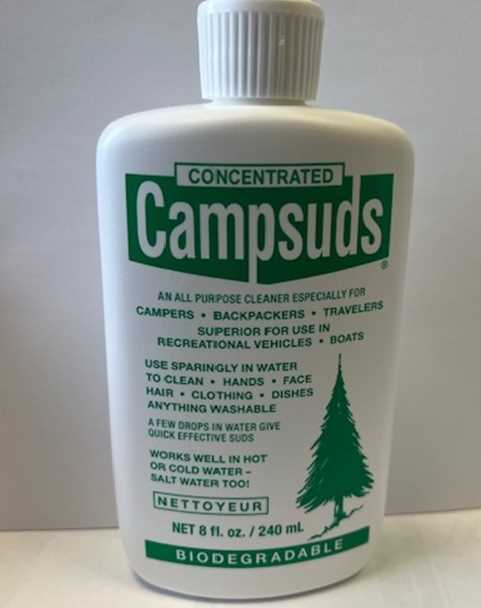 CONCENTRATED
Campsuds®
AN ALL PURPOSE CLEANER ESPECIALLY FOR
CAMPERS • BACKPACKERS • TRAVELERS
SUPERIOR FOR USE IN
RECREATIONAL VEHICLES • BOATS
USE SPARINGLY IN WATER
TO CLEAN • HANDS • FACE
HAIR • CLOTHING • DISHES
ANYTHING WASHABLE
A FEW DROPS IN WATER GIVE
QUICK EFFECTIVE SUDS
WORKS WELL IN HOT
OR COLD WATER –
SALT WATER TOO!
NETTOYEUR
NET 8 fl. oz. / 240 mL
BIODEGRADABLE